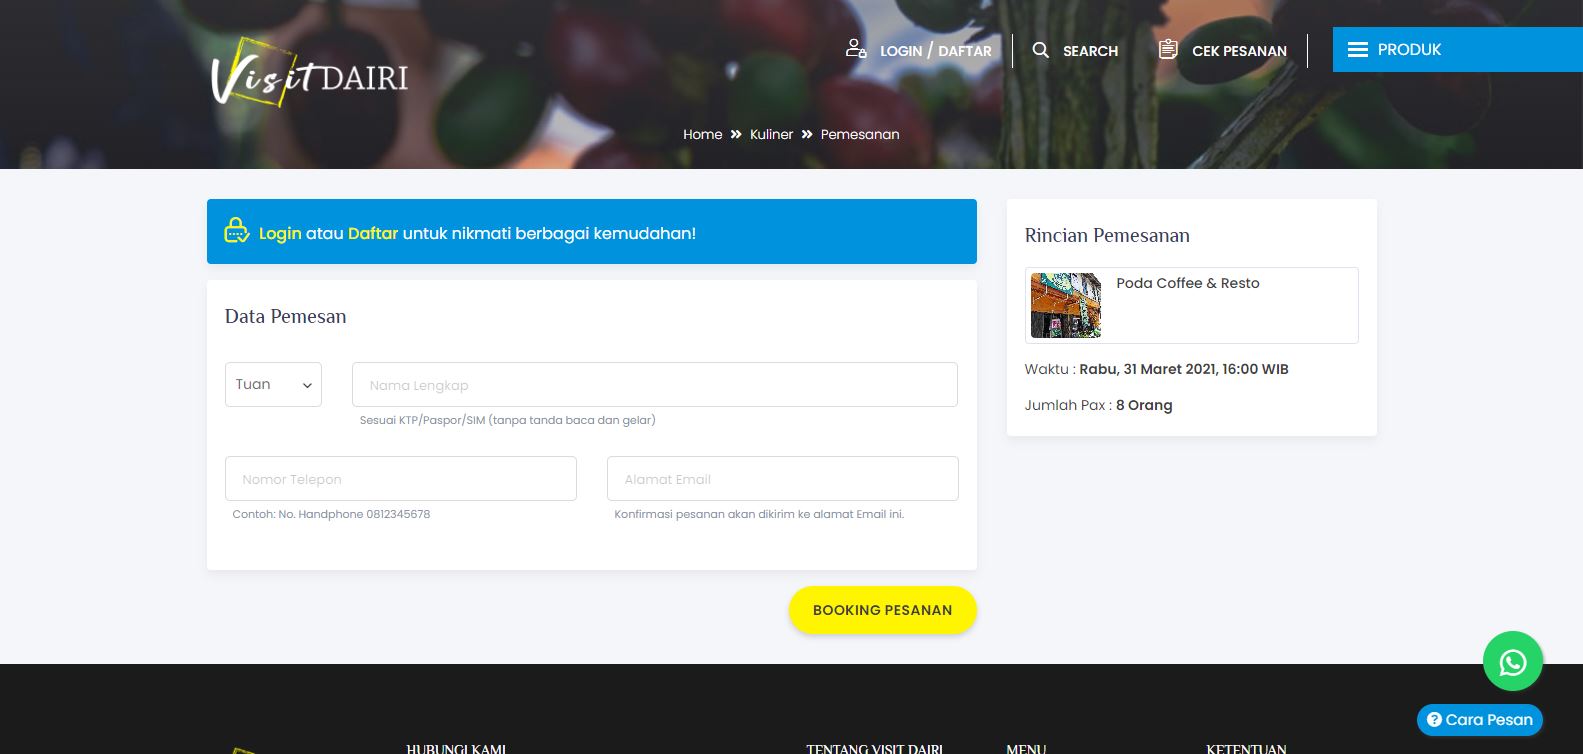 Visit DAIRI
LOGIN / DAFTAR
SEARCH
CEK PESANAN
PRODUK
Home » Kuliner » Pemesanan
Login atau Daftar untuk nikmati berbagai kemudahan!
Data Pemesan
Tuan
Nama Lengkap
Sesuai KTP/Paspor/SIM (tanpa tanda baca dan gelar)
Nomor Telepon
Alamat Email
Contoh: No. Handphone 0812345678
Konfirmasi pesanan akan dikirim ke alamat Email ini.
BOOKING PESANAN
Rincian Pemesanan
Poda Coffee & Resto
Waktu : Rabu, 31 Maret 2021, 16:00 WIB
Jumlah Pax : 8 Orang
Cara Pesan
HUBUNGI KAMI
TENTANG VISIT DAIRI
MENU
KETENTUAN